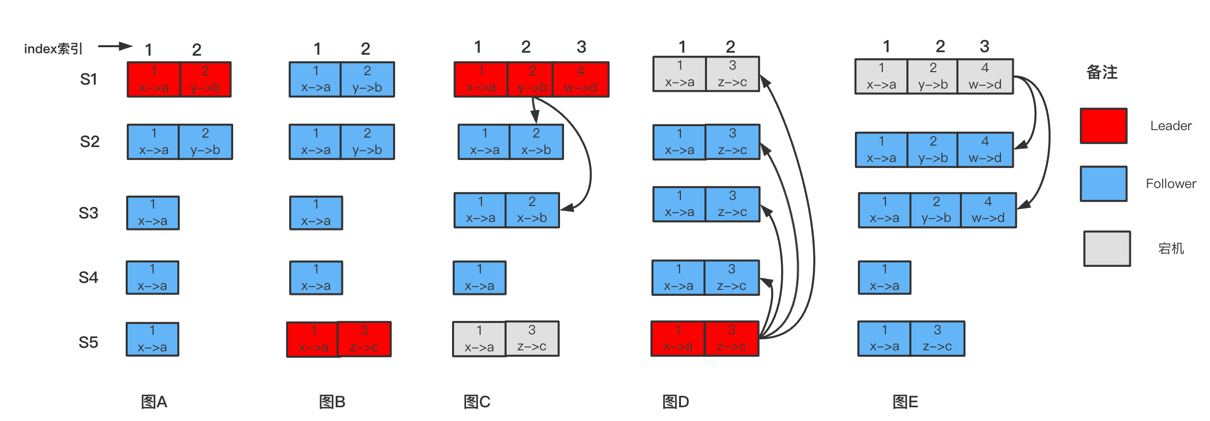 index索引
1 2
1 2
1 2 3
1 2
1 2 3
S1
1 2
x->a y->b
1 2
x->a y->b
1 2 4
x->a y->b w->d
1 3
x->a z->c
1 2 4
x->a y->b w->d
S2
1 2
x->a y->b
1 2
x->a y->b
1 2
x->a x->b
1 3
x->a z->c
1 2 4
x->a y->b w->d
S3
1
x->a
1
x->a
1 2
x->a x->b
1 3
x->a z->c
1 2 4
x->a y->b w->d
S4
1
x->a
1
x->a
1
x->a
1 3
x->a z->c
1
x->a
S5
1
x->a
1 3
x->a z->c
1 3
x->a z->c
1 3
x->a z->c
1 3
x->a z->c
图A
图B
图C
图D
图E
备注
Leader
Follower
宕机